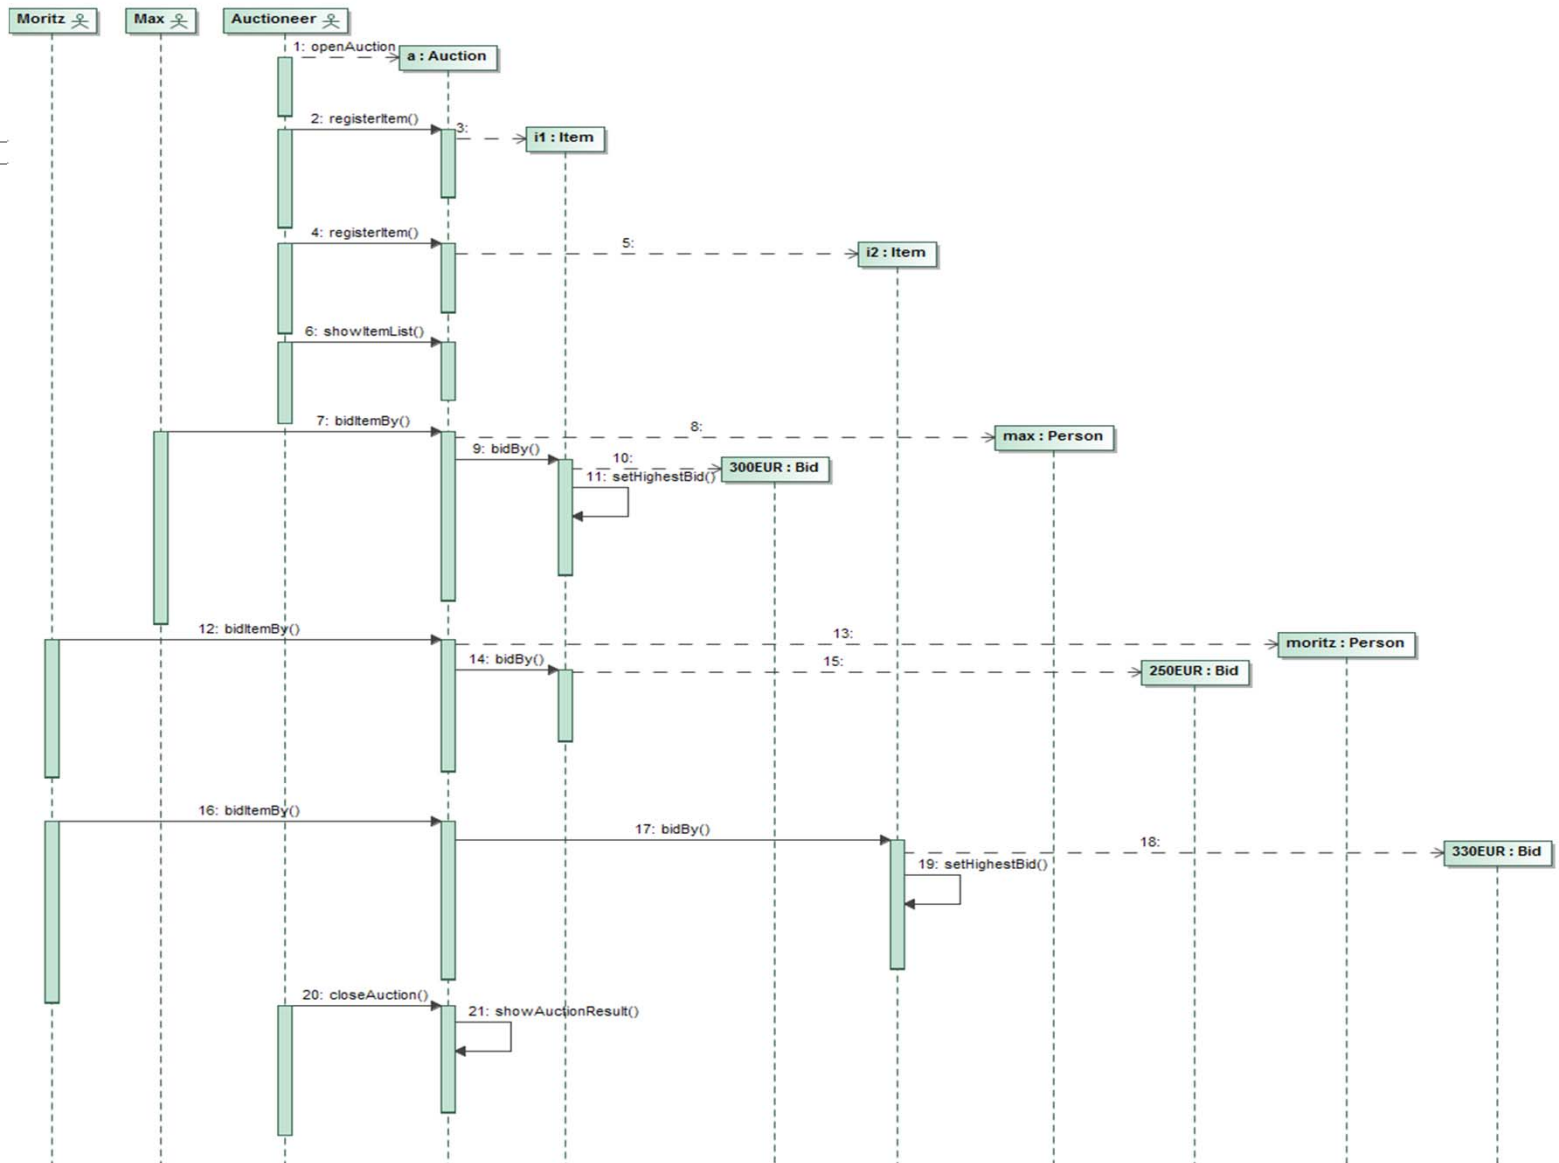 Moritz
Max
Auctioneer
1: openAuction
a : Auction
2: registerItem()
3:
i1 : Item
4: registerItem()
5:
i2 : Item
6: showItemList()
7: bidItemBy()
8:
max : Person
9: bidBy()
10:
300EUR : Bid
11: setHighestBid()
12: bidItemBy()
13:
moritz : Person
14: bidBy()
15:
250EUR : Bid
16: bidItemBy()
17: bidBy()
18:
330EUR : Bid
19: setHighestBid()
20: closeAuction()
21: showAuctionResult()